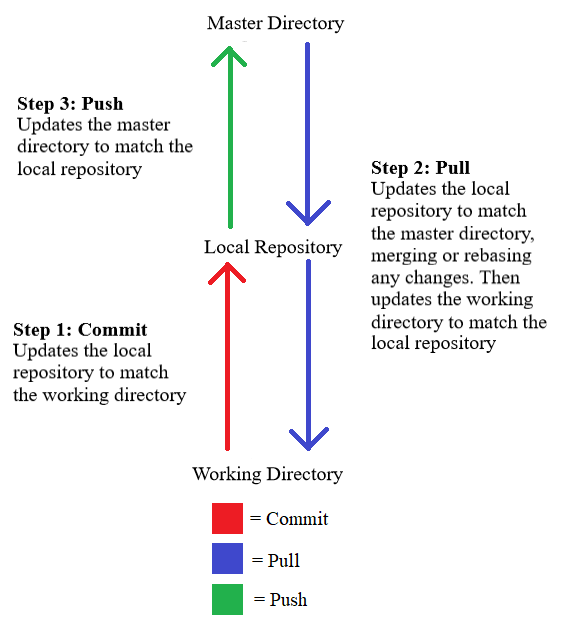 Master Directory
Step 3: Push
Updates the master
directory to match the
local repository
Step 2: Pull
Updates the local
repository to match
the master directory,
merging or rebasing
any changes. Then
updates the working
directory to match the
local repository
Local Repository
Step 1: Commit
Updates the local
repository to match
the working directory
Working Directory
= Commit
= Pull
= Push